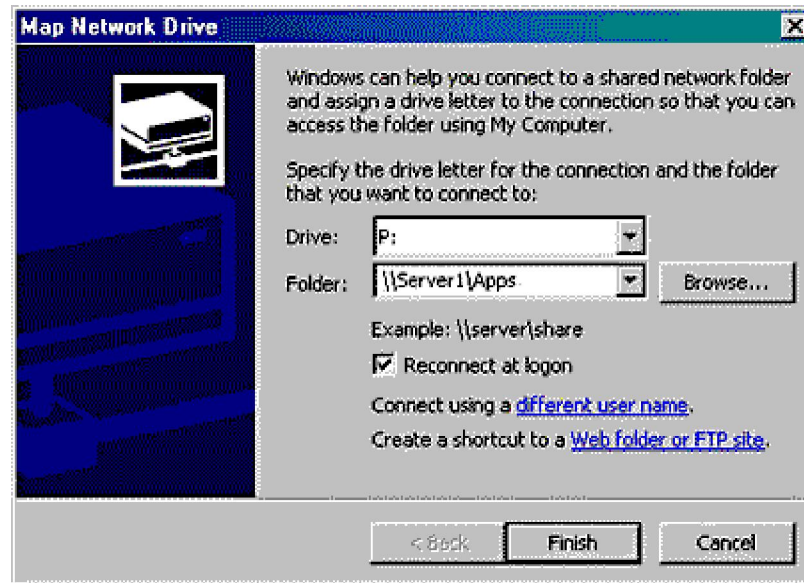 Map Network Drive
Windows can help you connect to a shared network folder
and assign a drive letter to the connection so that you can
access the folder using My Computer.
Specify the drive letter for the connection and the folder
that you want to connect to:
Drive: P:
Folder: \\Server1\Apps Browse...
Example: \\server\share
Reconnect at logon
Connect using a different user name.
Create a shortcut to a Web folder or FTP site.
< Back Finish Cancel